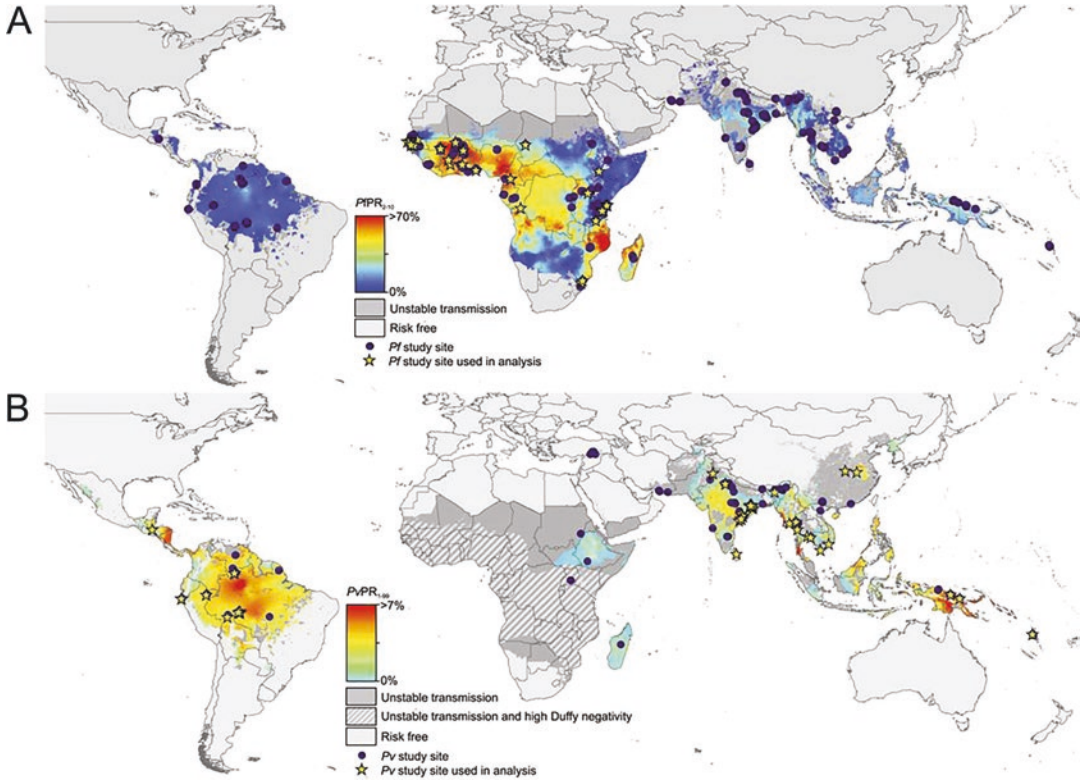 A
PfPR2-10
>70%
0%
Unstable transmission
Risk free
Pf study site
Pf study site used in analysis
B
PvPR1-99
>7%
0%
Unstable transmission
Unstable transmission and high Duffy negativity
Risk free
Pv study site
Pv study site used in analysis